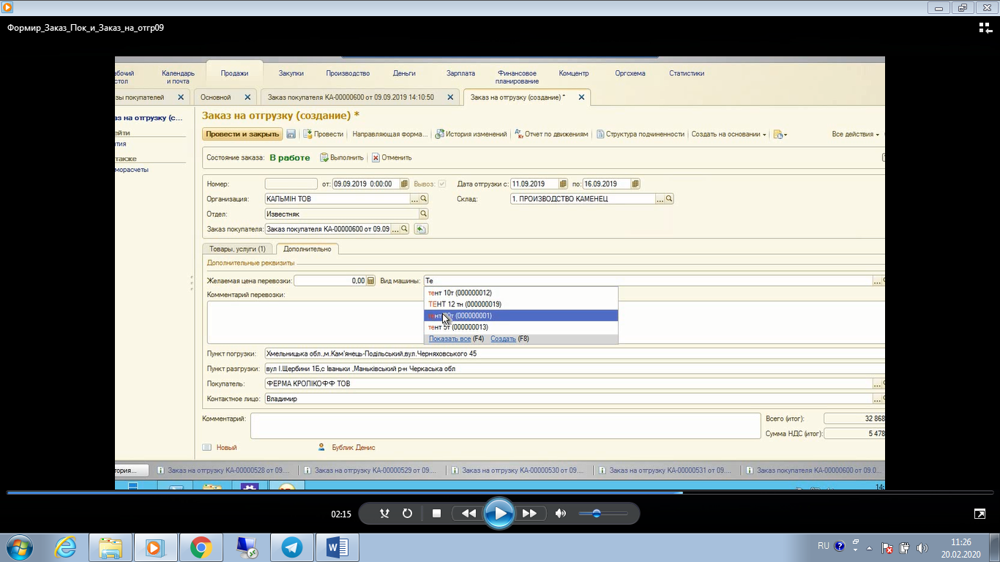 Формир_Заказ_Пок_и_Заказ_на_отгр09
Календарь и почта
Продажи
Закупки
Производство
Деньги
Зарплата
Финансовое планирование
Комцентр
Оргсхема
Статистики
стол
покупателей
Основной
Заказ покупателя КА-00000600 от 09.09.2019 14:10:50
Заказ на отгрузку (создание) *
на отгрузку (с...
Заказ на отгрузку (создание) *
Провести и закрыть
Провести
Направляющая форма...
История изменений
Отчет по движениям
Структура подчиненности
Создать на основании
Все действия
также
Состояние заказа: В работе
Выполнить
Отменить
Номер:
от: 09.09.2019 0:00:00
Вывоз:
Дата отгрузки с: 11.09.2019
по: 16.09.2019
Организация: КАЛЬМІН ТОВ
Склад: 1. ПРОИЗВОДСТВО КАМЕНЕЦ
Отдел: Известняк
Заказ покупателя: Заказ покупателя КА-00000600 от 09.09
Товары, услуги (1)
Дополнительно
Дополнительные реквизиты
Желаемая цена перевозки: 0,00
Вид машины: Те
тент 10т (000000012)
ТЕНТ 12 тн (000000019)
(000000001)
тент 5т (000000013)
Показать все (F4) Создать (F8)
Комментарий перевозки:
Пункт погрузки: Хмельницька обл.,м.Кам'янець-Подільський,вул.Черняховського 45
Пункт разгрузки: вул І.Щербини 1Б,с Іваньки ,Маньківський р-н Черкаська обл
Покупатель: ФЕРМА КРОЛІКОФФ ТОВ
Контактное лицо: Владимир
Комментарий:
Всего (итог): 32 868
Сумма НДС (итог): 5 478
Новый
Бублик Денис
Заказ на отгрузку КА-00000528 от 09....
Заказ на отгрузку КА-00000529 от 09....
Заказ на отгрузку КА-00000530 от 09....
Заказ на отгрузку КА-00000531 от 09....
Заказ покупателя КА-00000600 от 09.0...
02:15
RU
11:26
20.02.2020